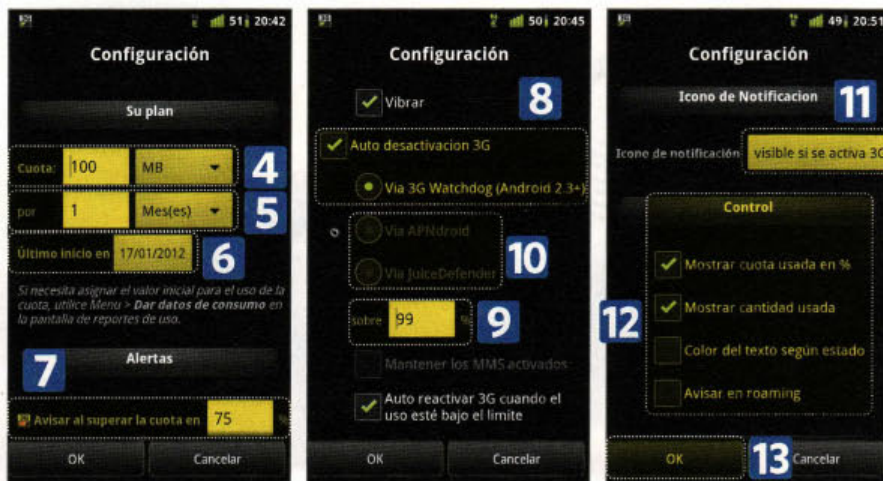 51 20:42
Configuración
Su plan
Cuota: 100 MB
4
por 1 Mes(es)
5
Último inicio en 17/01/2012
6
Si necesita asignar el valor inicial para el uso de la
cuota, utilice Menu > Dar datos de consumo en
la pantalla de reportes de uso.
7
Alertas
Avisar al superar la cuota en 75 %
OK Cancelar
50 20:45
Configuración
Vibrar
8
Auto desactivacion 3G
Via 3G Watchdog (Android 2.3+)
o
Via APNdroid
10
Via JuiceDefender
sobre 99 %
9
Mantener los MMS activados
Auto reactivar 3G cuando el
uso esté bajo el limite
OK Cancelar
49 20:51
Configuración
Icono de Notificacion
11
Icono de notificación visible si se activa 3G
Control
Mostrar cuota usada en %
12
Mostrar cantidad usada
Color del texto según estado
Avisar en roaming
OK
13
Cancelar